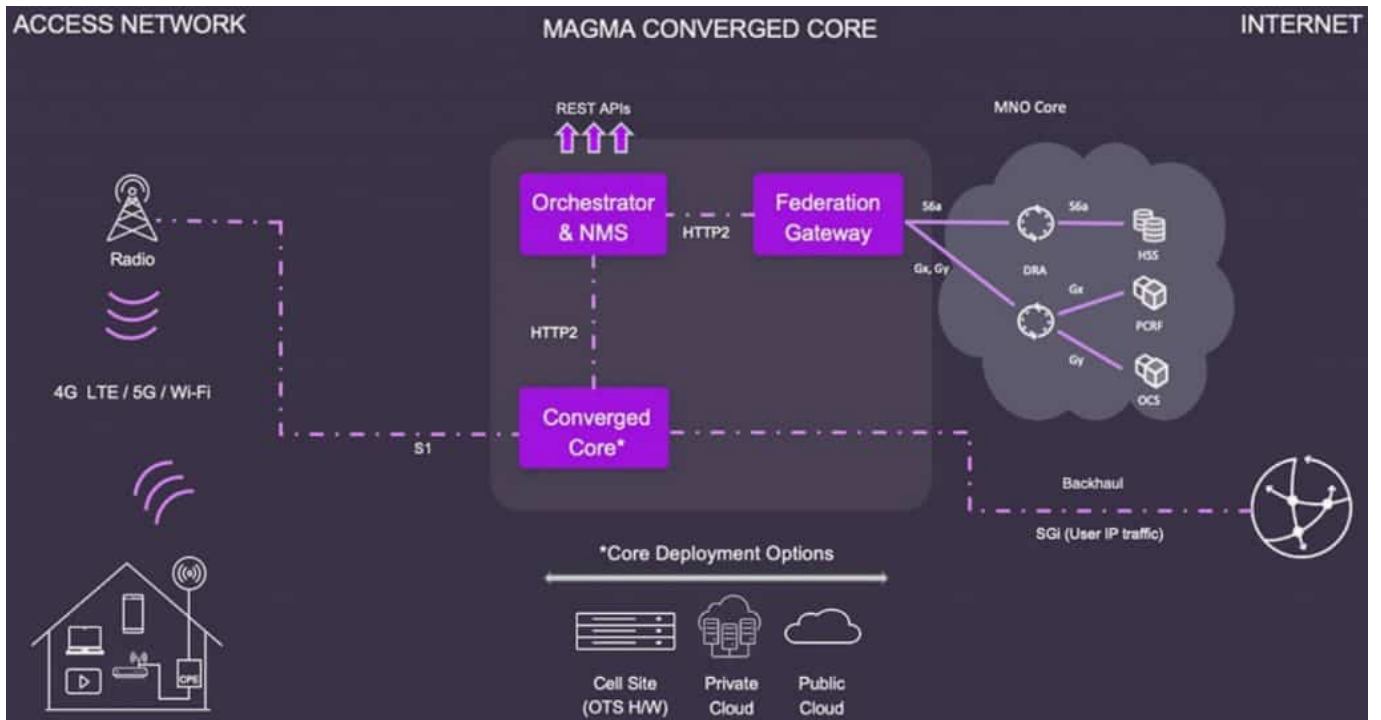 ACCESS NETWORK
MAGMA CONVERGED CORE
INTERNET
REST APIs
MNO Core
Orchestrator
& NMS
HTTP2
Federation
Gateway
S6a
S6a
HSS
DRA
Gx, Gy
Gx
PCRF
Gy
OCS
Radio
HTTP2
4G LTE / 5G / Wi-Fi
Converged
Core*
S1
Backhaul
SGi (User IP traffic)
*Core Deployment Options
CPE
Cell Site
(OTS H/W)
Private
Cloud
Public
Cloud